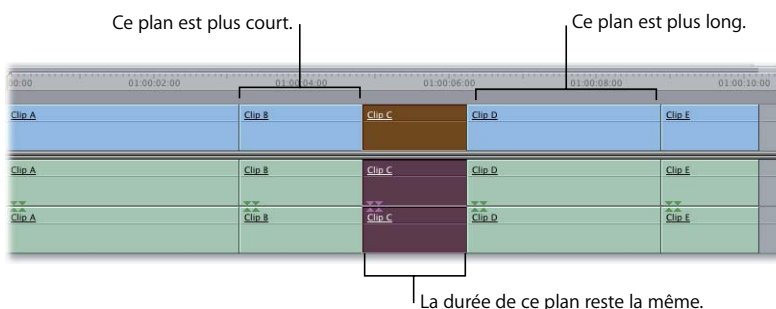 Ce plan est plus court.
Ce plan est plus long.
00:00 01:00:02:00 01:00:04:00 01:00:06:00 01:00:08:00 01:00:10:00
Clip A Clip B Clip C Clip D Clip E
Clip A Clip B Clip C Clip D Clip E
Clip A Clip B Clip C Clip D Clip E
La durée de ce plan reste la même.